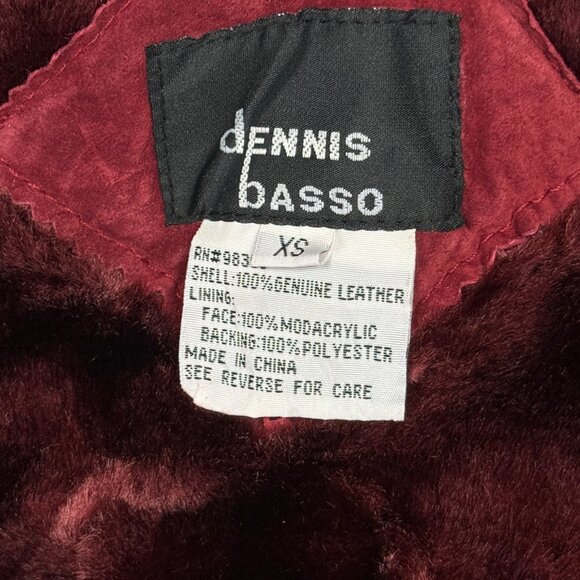 dENNIS
bASSO
XS
RN#983
SHELL:100%GENUINE LEATHER
LINING:
FACE:100%MODACRYLIC
BACKING:100%POLYESTER
MADE IN CHINA
SEE REVERSE FOR CARE